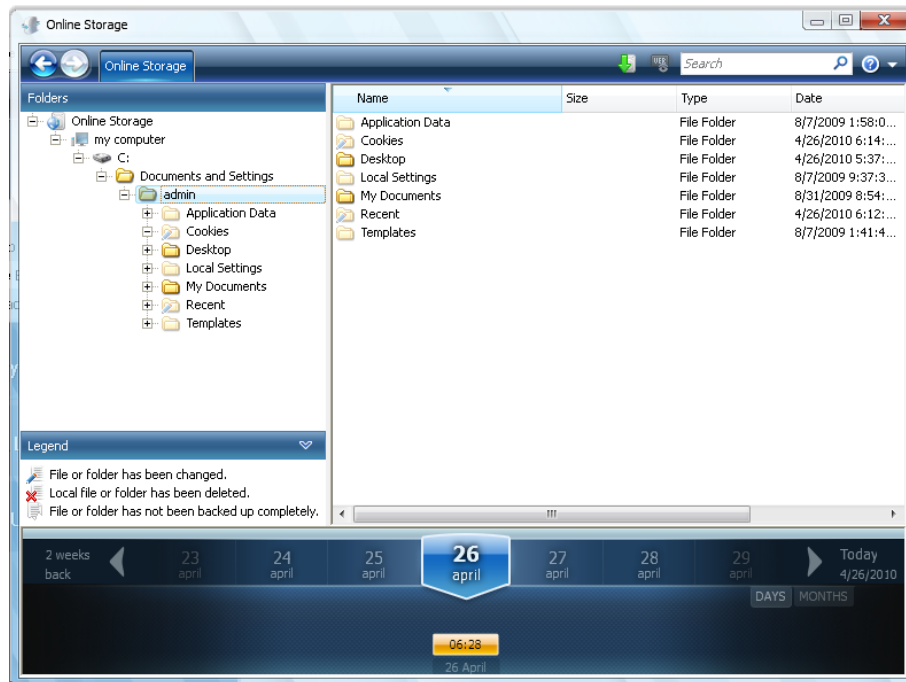 Online Storage
Online Storage
VER
Search
Folders
Online Storage
my computer
C:
Documents and Settings
admin
Application Data
Cookies
Desktop
Local Settings
My Documents
Recent
Templates
Name Size Type Date
Application Data File Folder 8/7/2009 1:58:0...
Cookies File Folder 4/26/2010 6:14:...
Desktop File Folder 4/26/2010 5:37:...
Local Settings File Folder 8/7/2009 9:37:3...
My Documents File Folder 8/31/2009 8:54:...
Recent File Folder 4/26/2010 6:12:...
Templates File Folder 8/7/2009 1:41:4...
Legend
File or folder has been changed.
Local file or folder has been deleted.
File or folder has not been backed up completely.
2 weeks
back
23
april
24
april
25
april
26
april
27
april
28
april
29
april
Today
4/26/2010
DAYS MONTHS
06:28
26 April